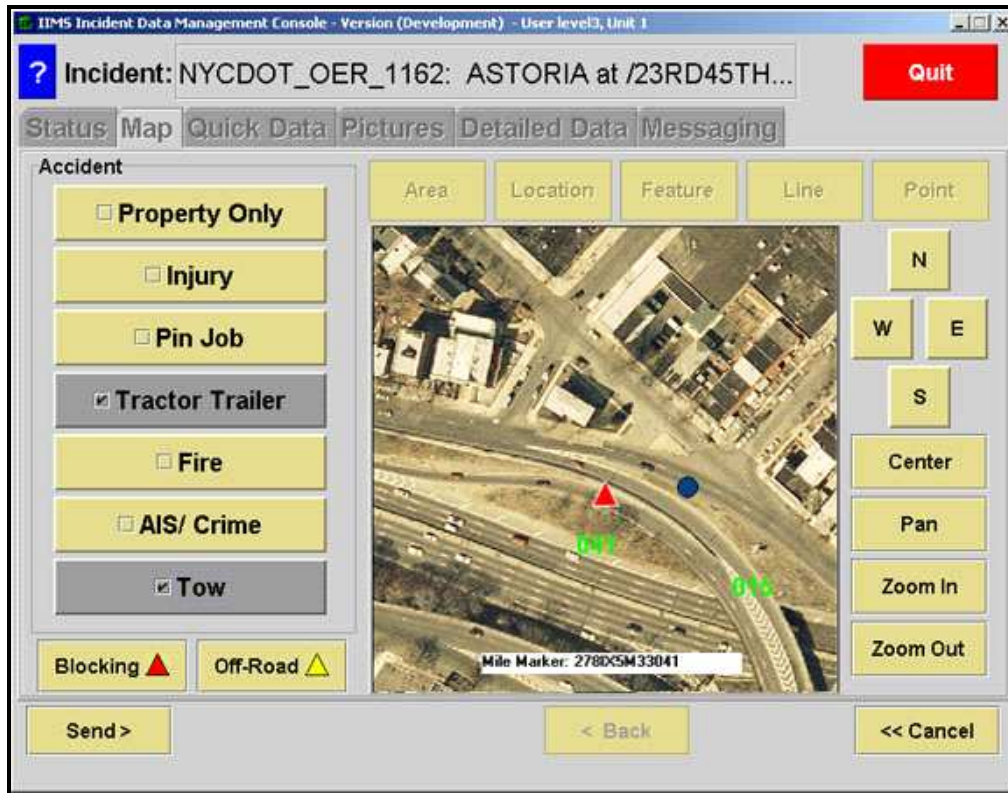 IIMS Incident Data Management Console - Version (Development) - User level3, Unit 1
? Incident: NYCDOT_OER_1162: ASTORIA at /23RD45TH... Quit
Status Map Quick Data Pictures Detailed Data Messaging
Accident
Property Only
Injury
Pin Job
Tractor Trailer
Fire
AIS/ Crime
Tow
Blocking
Off-Road
Area Location Feature Line Point
N
W E
S
Center
Pan
Zoom In
Zoom Out
041
015
Mile Marker: 278IX5M33041
Send >
< Back
<< Cancel